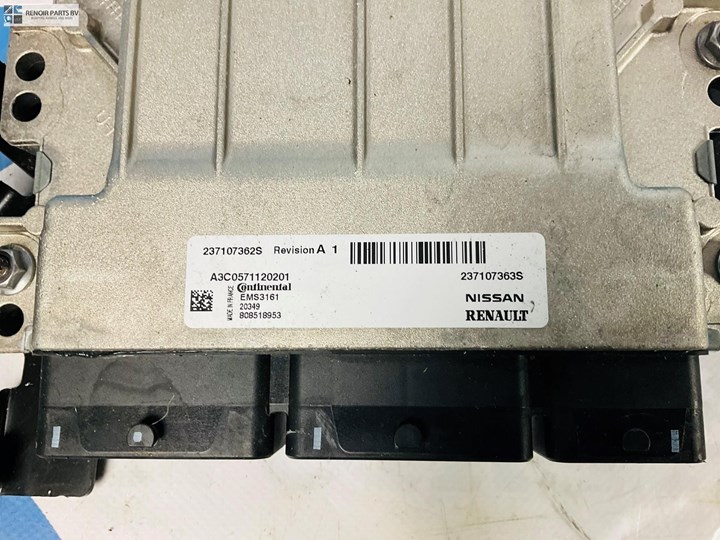 RENOIR PARTS BV
237107362S Revision A 1
A3C0571120201
237107363S
MADE IN FRANCE
Continental
EMS3161
20349
808518953
NISSAN
RENAULT